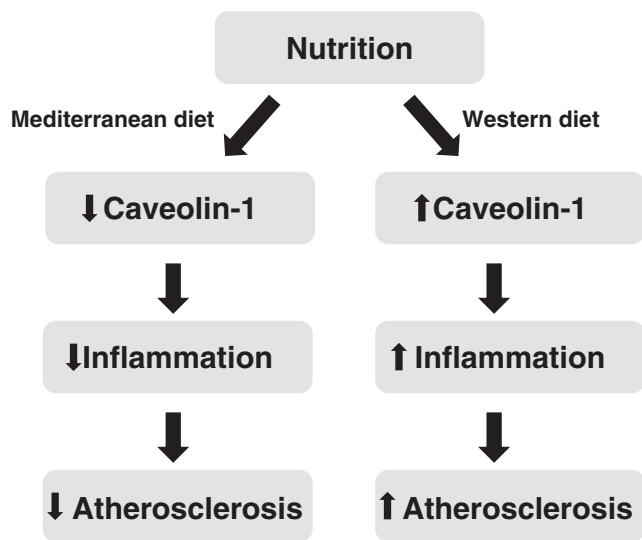 Nutrition
Mediterranean diet
Western diet
↓Caveolin-1
↑Caveolin-1
↓Inflammation
↑ Inflammation
↓ Atherosclerosis
↑ Atherosclerosis